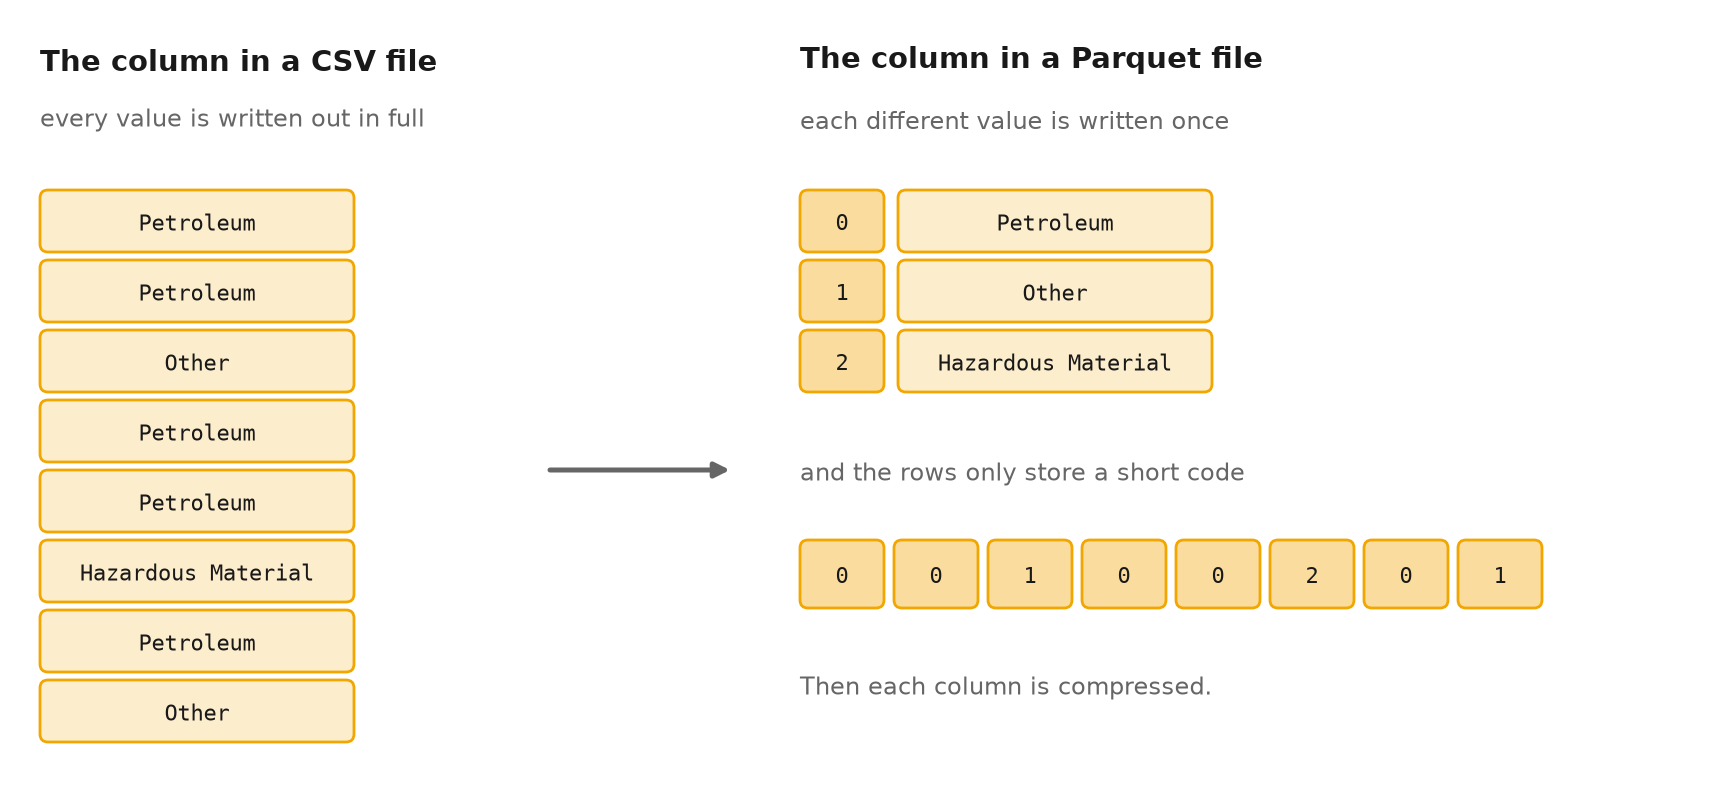 The column in a CSV file
every value is written out in full
Petroleum
Petroleum
Other
Petroleum
Petroleum
Hazardous Material
Petroleum
Other
The column in a Parquet file
each different value is written once
0 Petroleum
1 Other
2 Hazardous Material
and the rows only store a short code
0 0 1 0 0 2 0 1
Then each column is compressed.